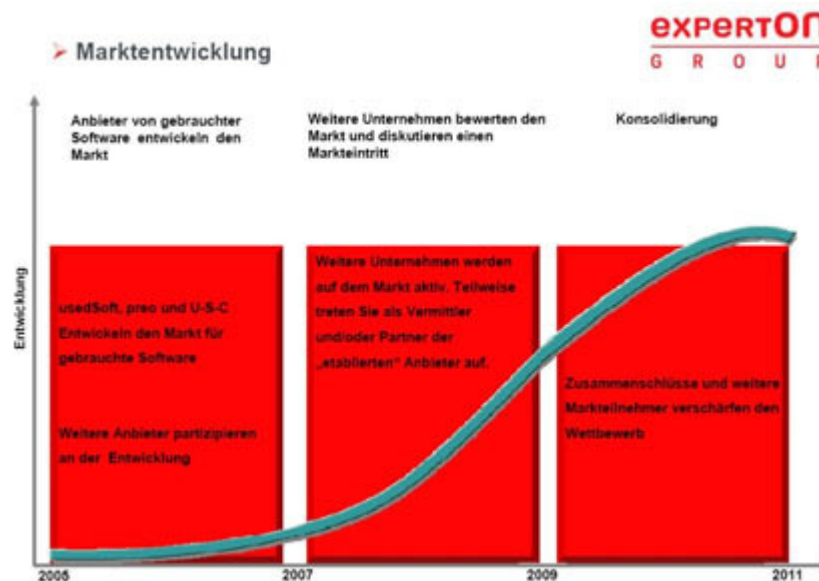 ➤ Marktentwicklung
EXPERTON
GROUP
Anbieter von gebrauchter
Software entwickeln den
Markt
Weitere Unternehmen bewerten den
Markt und diskutieren einen
Markteintritt
Konsolidierung
Entwicklung
usedSoft, preo und U-S-C
Entwickeln den Markt für
gebrauchte Software
Weitere Anbieter partizipieren
an der Entwicklung
Weitere Unternehmen werden
auf dem Markt aktiv. Teilweise
treten Sie als Vermittler
und/oder Partner der
„etablierten“ Anbieter auf.
Zusammenschlüsse und weitere
Markteilnehmer verschärfen den
Wettbewerb
2005
2007
2009
2011